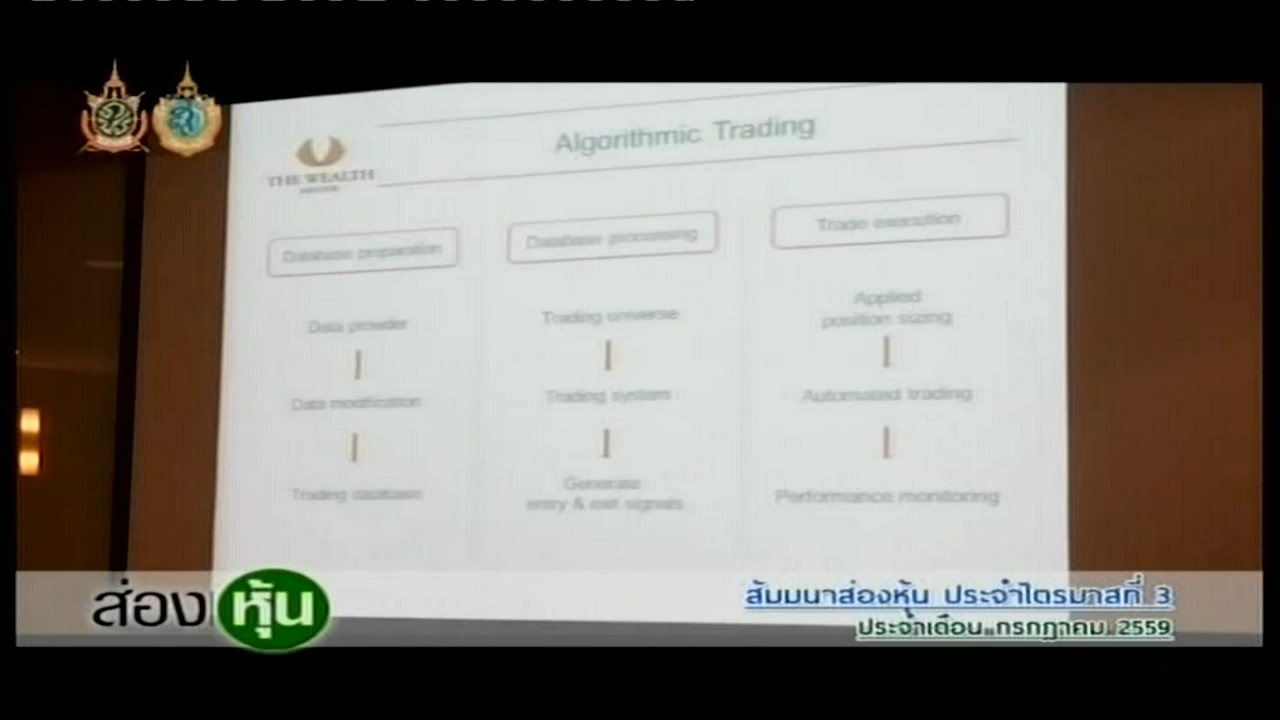 Algorithmic Trading
THE WEALTH
Database preparation
Database processing
Trade execution
Data provider
Data modification
Trading database
Trading universe
Trading system
Generate
entry & exit signals
Applied
position sizing
Automated trading
Performance monitoring
ส่อง หุ้น
สัมมนาส่องหุ้น ประจำไตรมาสที่ 3
ประจำเดือน กรกฎาคม 2559